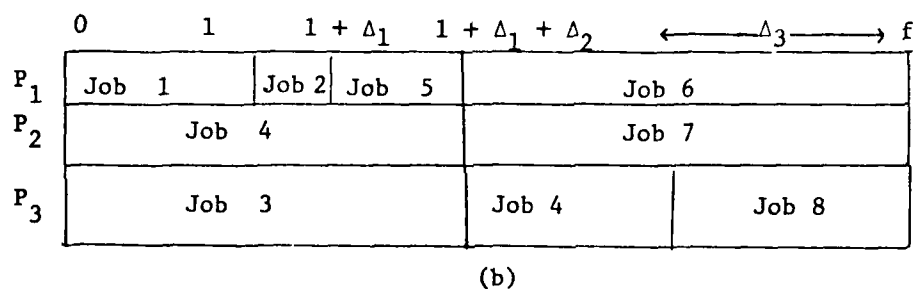 0 1 1 + Δ1 1 + Δ1 + Δ2 Δ3 f
P1 Job 1 Job 2 Job 5 Job 6
P2 Job 4 Job 7
P3 Job 3 Job 4 Job 8
(b)